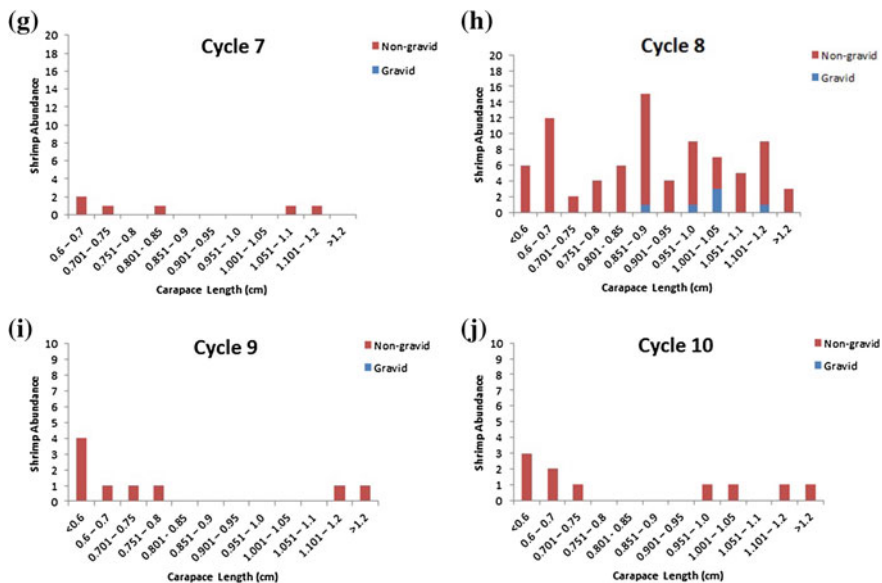 (g)
Cycle 7
Non-gravid
Gravid
Shrimp Abundance
20
18
16
14
12
10
8
6
4
2
0
0.6 – 0.7
0.701 – 0.75
0.751 – 0.8
0.801 - 0.85
0.851 – 0.9
0.901 – 0.95
0.951 – 1.0
1.001 – 1.05
1.051 – 1.1
1.101 – 1.2
>1.2
Carapace Length (cm)
(h)
Cycle 8
Non-gravid
Gravid
Shrimp Abundance
20
18
16
14
12
10
8
6
4
2
0
<0.6
0.6 – 0.7
0.701 – 0.75
0.751 – 0.8
0.801 - 0.85
0.851 – 0.9
0.901 – 0.95
0.951 – 1.0
1.001 – 1.05
1.051 – 1.1
1.101 – 1.2
>1.2
Carapace Length (cm)
(i)
Cycle 9
Non-gravid
Gravid
Shrimp Abundance
10
9
8
7
6
5
4
3
2
1
0
<0.6
0.6 – 0.7
0.701 – 0.75
0.751 – 0.8
0.801 - 0.85
0.851 – 0.9
0.901 – 0.95
0.951 – 1.0
1.001 – 1.05
1.051 – 1.1
1.101 – 1.2
>1.2
Carapace Length (cm)
(j)
Cycle 10
Non-gravid
Gravid
Shrimp Abundance
10
9
8
7
6
5
4
3
2
1
0
<0.6
0.6 – 0.7
0.701 – 0.75
0.751 – 0.8
0.801 - 0.85
0.851 – 0.9
0.901 – 0.95
0.951 – 1.0
1.001 – 1.05
1.051 – 1.1
1.101 – 1.2
>1.2
Carapace Length (cm)